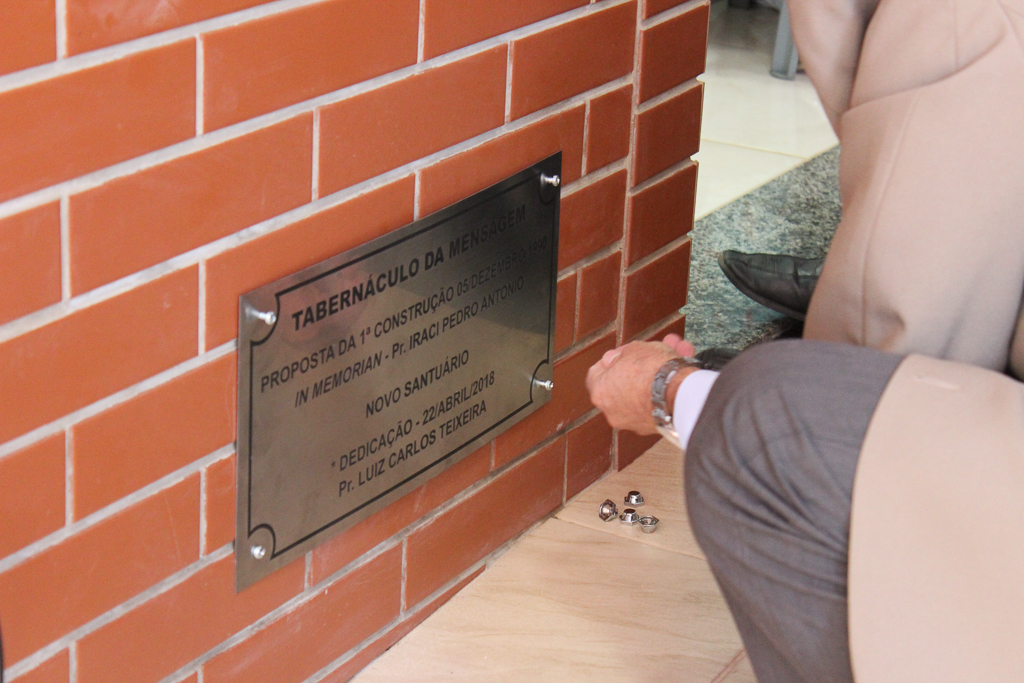 TABERNÁCULO DA MENSAGEM
PROPOSTA DA 1ª CONSTRUÇÃO 05/DEZEMBRO/1990
IN MEMORIAN - Pr. IRACI PEDRO ANTONIO
NOVO SANTUÁRIO
* DEDICAÇÃO - 22/ABRIL/2018
Pr. LUIZ CARLOS TEIXEIRA